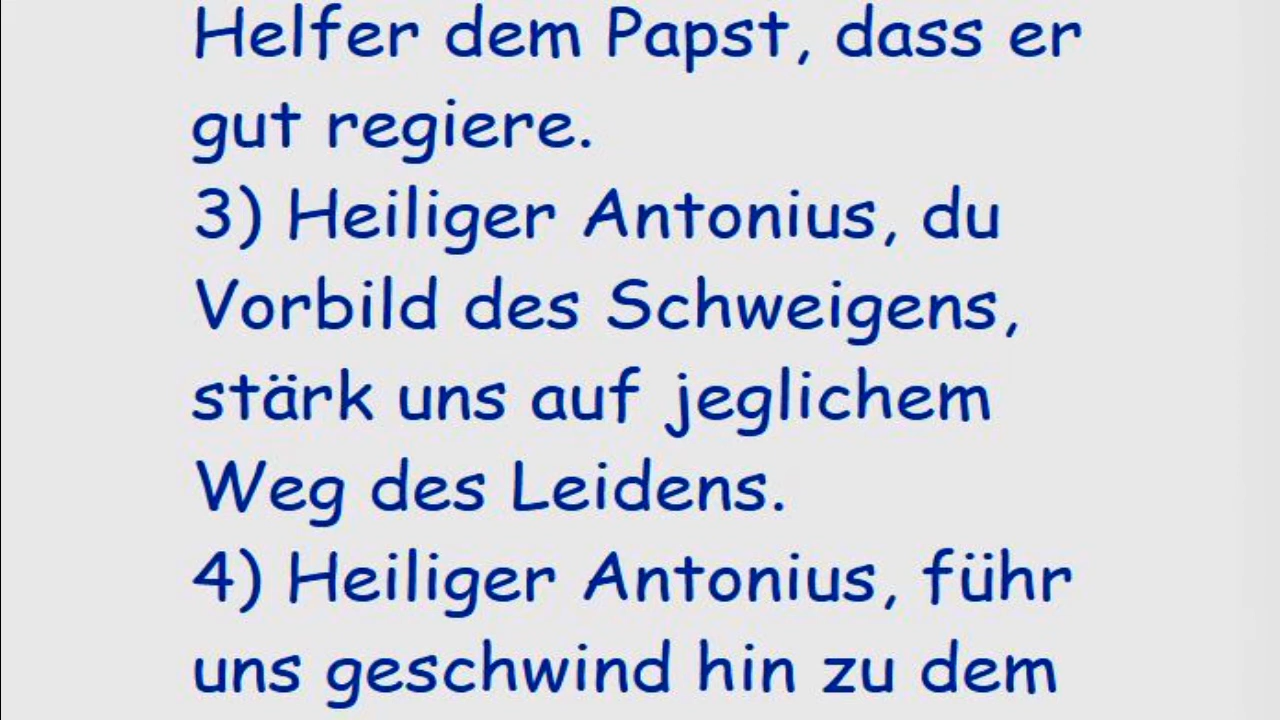 Helfer dem Papst, dass er
gut regiere.
3) Heiliger Antonius, du
Vorbild des Schweigens,
stärk uns auf jeglichem
Weg des Leidens.
4) Heiliger Antonius, führ
uns geschwind hin zu dem